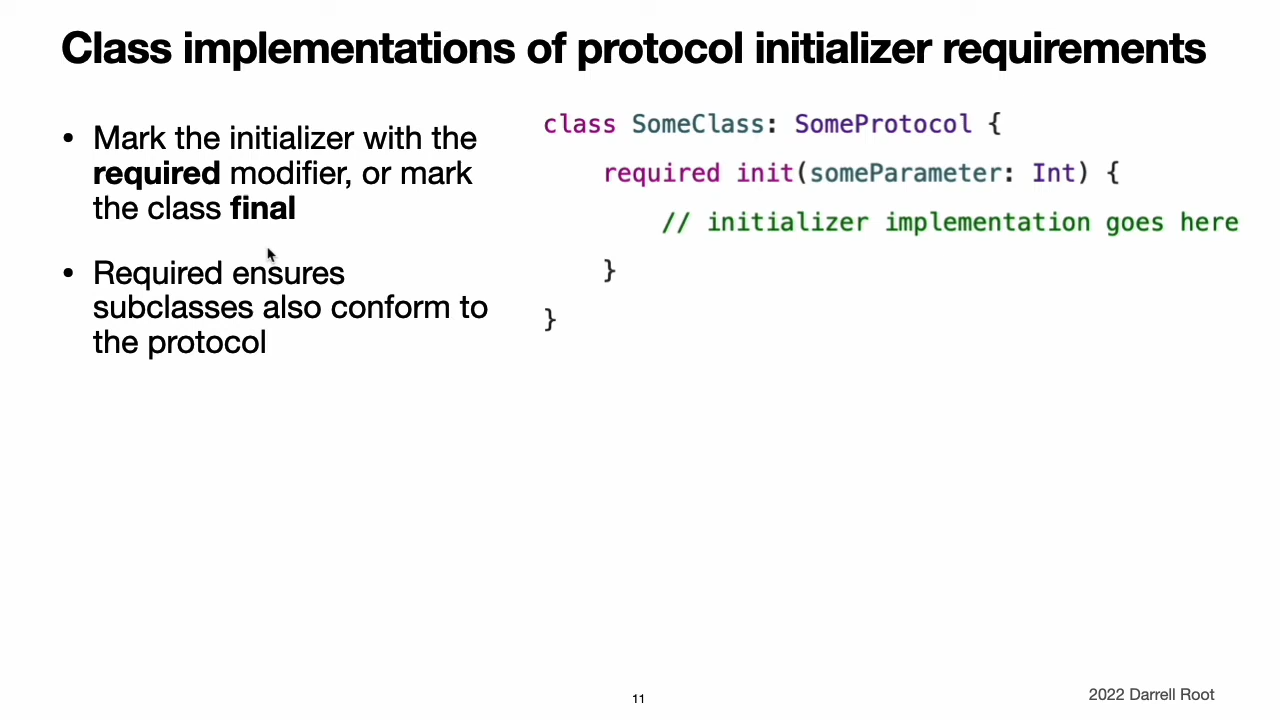 Class implementations of protocol initializer requirements
• Mark the initializer with the
required modifier, or mark
the class final
• Required ensures
subclasses also conform to
the protocol
class SomeClass: SomeProtocol {
    required init(someParameter: Int) {
        // initializer implementation goes here
    }
}
11
2022 Darrell Root